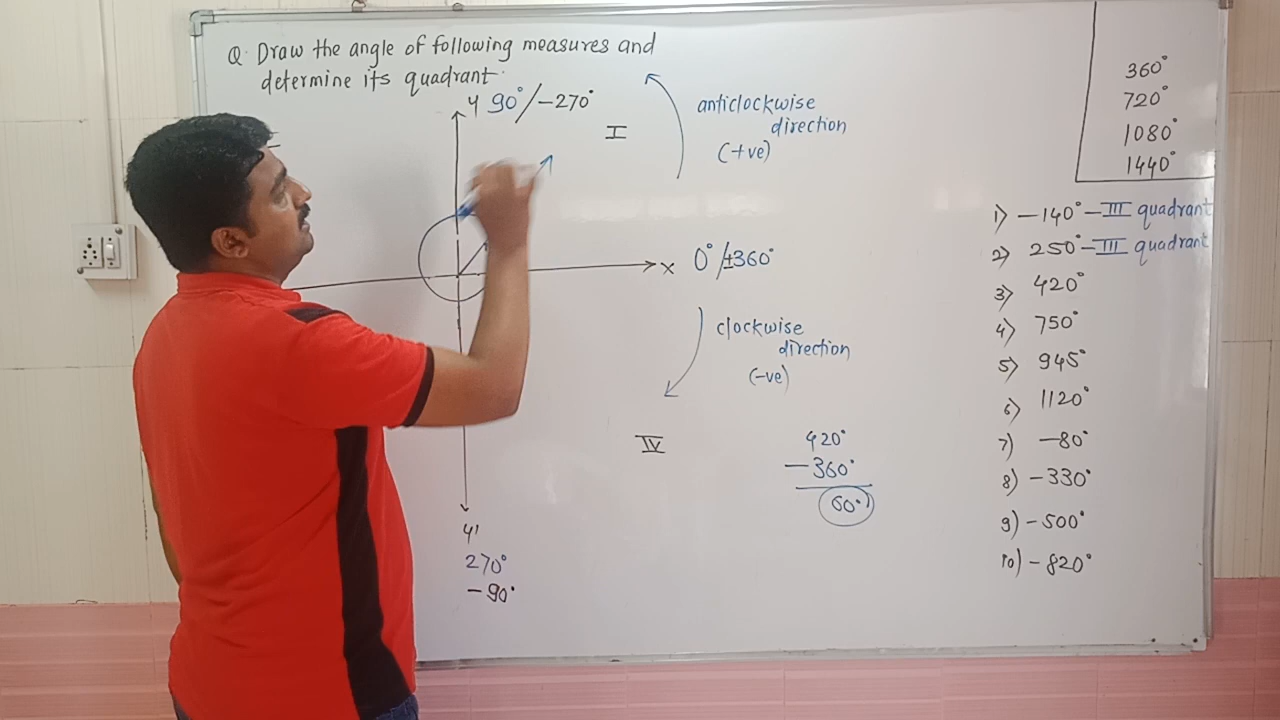 Q. Draw the angle of following measures and
determine its quadrant.
Y 90°/-270°
I
anticlockwise
direction
(+ve)
X 0°/±360°
clockwise
direction
(-ve)
IV
420°
-360°
60°
Y'
270°
-90°
360°
720°
1080°
1440°
1) -140° - III quadrant
2) 250° - III quadrant
3) 420°
4) 750°
5) 945°
6) 1120°
7) -80°
8) -330°
9) -500°
10) -820°